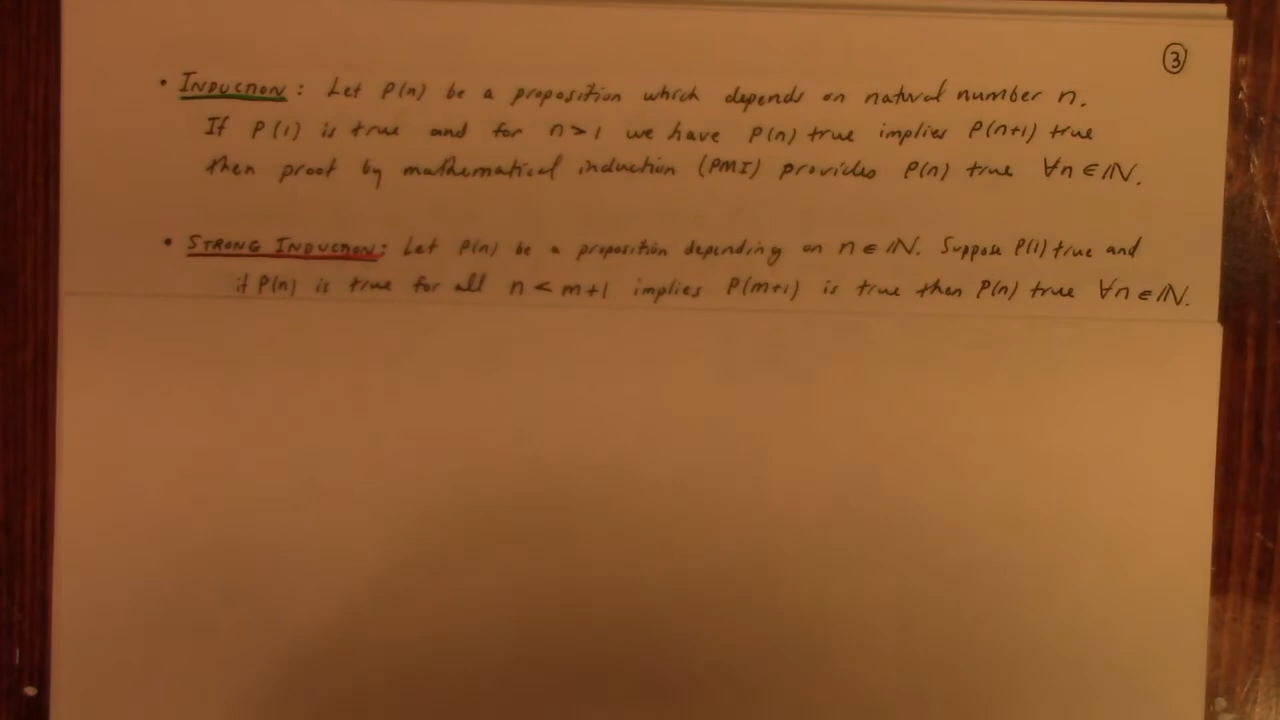 ③
• INDUCTION: Let P(n) be a proposition which depends on natural number n.
If P(1) is true and for n>1 we have P(n) true implies P(n+1) true
then proof by mathematical induction (PMI) provides P(n) true ∀n∈ℕ.
• STRONG INDUCTION: Let P(n) be a proposition depending on n∈ℕ. Suppose P(1) true and
if P(n) is true for all n<m+1 implies P(m+1) is true then P(n) true ∀n∈ℕ.